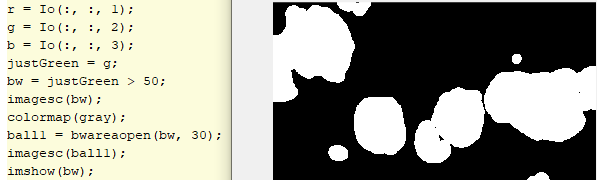 r = Io(:, :, 1);
g = Io(:, :, 2);
b = Io(:, :, 3);
justGreen = g;
bw = justGreen > 50;
imagesc(bw);
colormap(gray);
ball1 = bwareaopen(bw, 30);
imagesc(ball1);
imshow(bw);